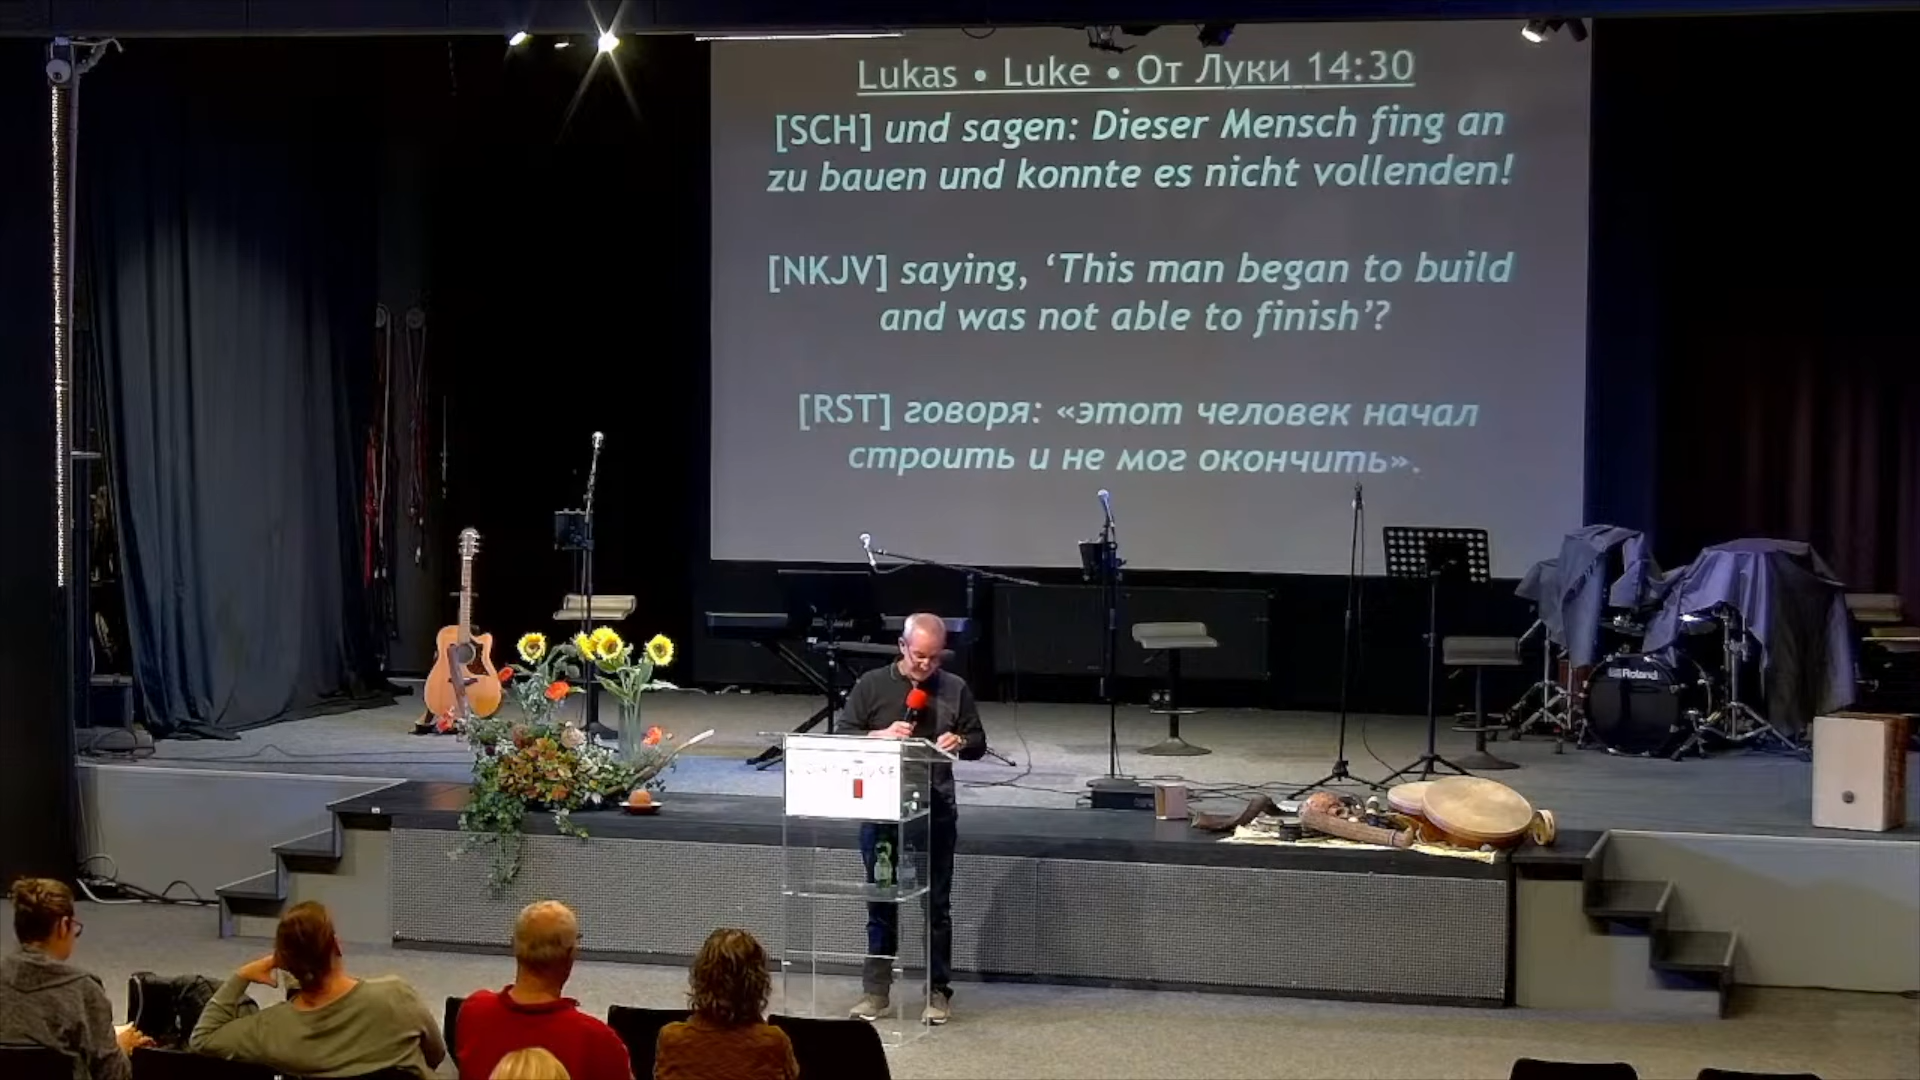 Lukas • Luke • От Луки 14:30
[SCH] und sagen: Dieser Mensch fing an
zu bauen und konnte es nicht vollenden!
[NKJV] saying, ‘This man began to build
and was not able to finish’?
[RST] говоря: «этот человек начал
строить и не мог окончить».
Roland